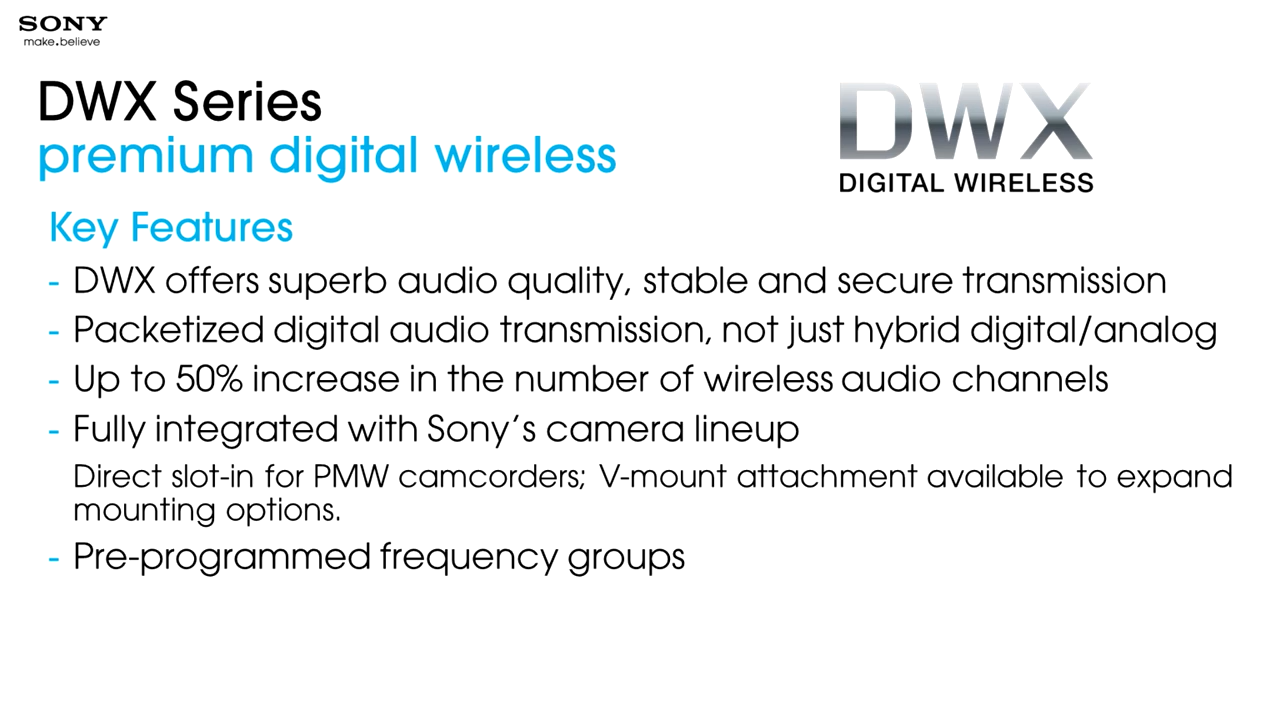 SONY
make.believe
DWX Series
premium digital wireless
DWX
DIGITAL WIRELESS
Key Features
- DWX offers superb audio quality, stable and secure transmission
- Packetized digital audio transmission, not just hybrid digital/analog
- Up to 50% increase in the number of wireless audio channels
- Fully integrated with Sony’s camera lineup
Direct slot-in for PMW camcorders; V-mount attachment available to expand
mounting options.
- Pre-programmed frequency groups